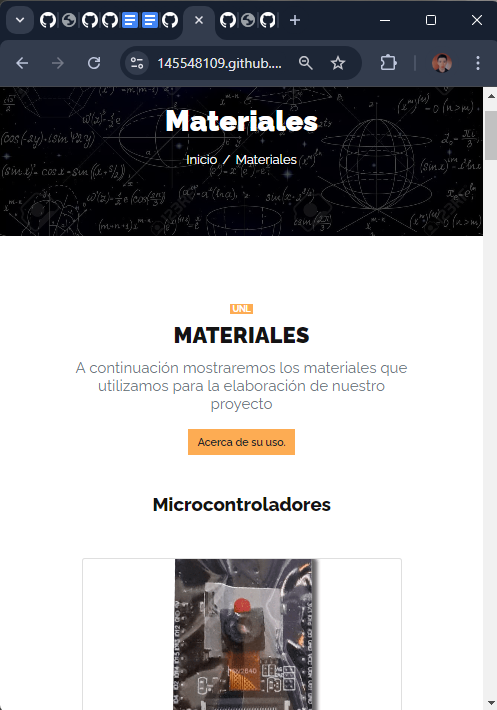 145548109.github....
Materiales
Inicio / Materiales
UNL
MATERIALES
A continuación mostraremos los materiales que
utilizamos para la elaboración de nuestro
proyecto
Acerca de su uso.
Microcontroladores